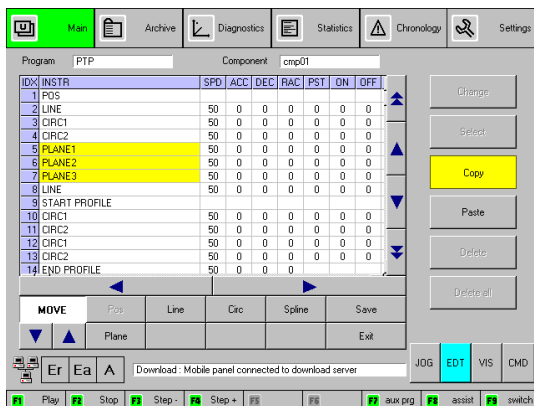 Main Archive Diagnostics Statistics Chronology Settings
Program PTP Component cmp01
IDX INSTR SPD ACC DEC RAC PST ON OFF
1 POS
2 LINE 50 0 0 0 0 0 0
3 CIRC1 50 0 0 0 0 0 0
4 CIRC2 50 0 0 0 0 0 0
5 PLANE1 50 0 0 0 0 0 0
6 PLANE2 50 0 0 0 0 0 0
7 PLANE3 50 0 0 0 0 0 0
8 LINE 50 0 0 0 0 0 0
9 START PROFILE
10 CIRC1 50 0 0 0 0 0 0
11 CIRC2 50 0 0 0 0 0 0
12 CIRC1 50 0 0 0 0 0 0
13 CIRC2 50 0 0 0 0 0 0
14 END PROFILE 50 0 0 0
Change
Select
Copy
Paste
Delete
Delete all
MOVE Pos Line Circ Spline Save
Plane Exit
JOG EDT VIS CMD
Er Ea A Download : Mobile panel connected to download server
F1 Play F2 Stop F3 Step - F4 Step + F5 F6 F7 aux prg F8 assist F9 switch